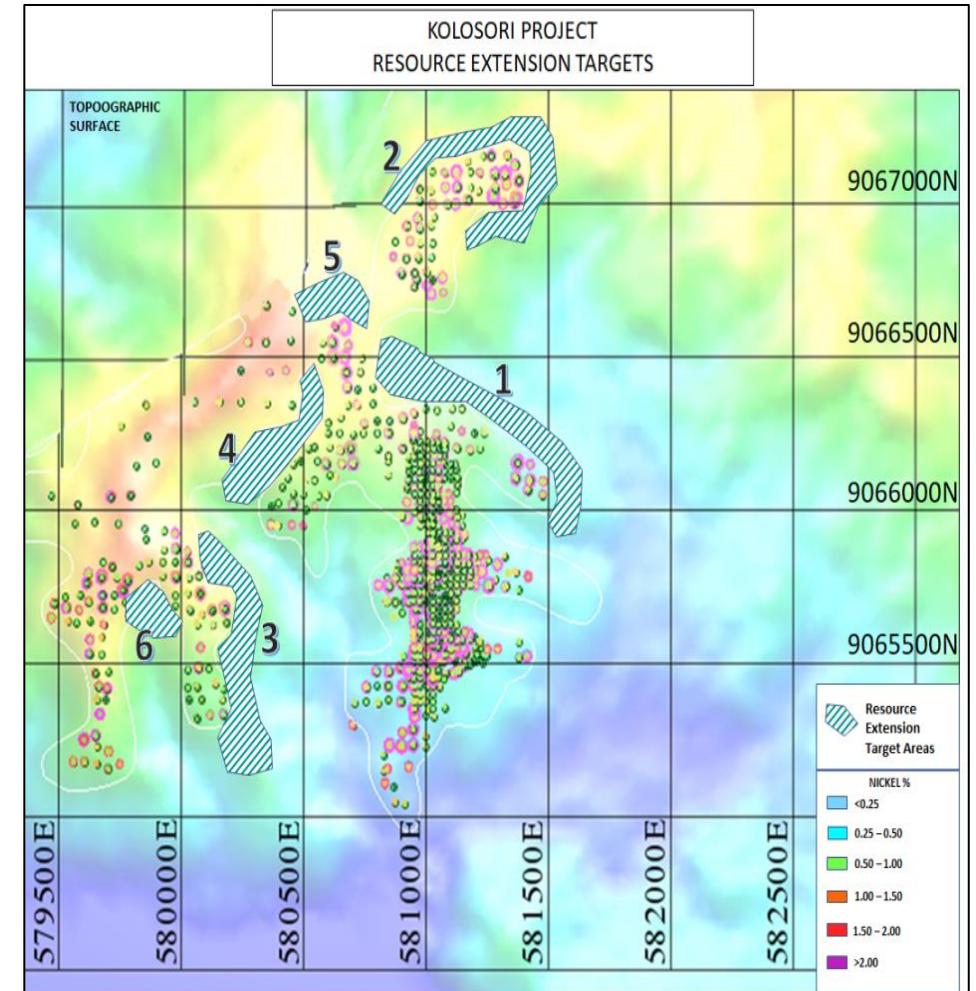 KOLOSORI PROJECT
RESOURCE EXTENSION TARGETS
TOPOOGRAPHIC
SURFACE
2
9067000N
5
9066500N
1
4
9066000N
3
6
9065500N
Resource
Extension
Target Areas
NICKEL %
<0.25
0.25 – 0.50
0.50 – 1.00
1.00 – 1.50
1.50 – 2.00
>2.00
579500E
580000E
580500E
581000E
581500E
582000E
582500E